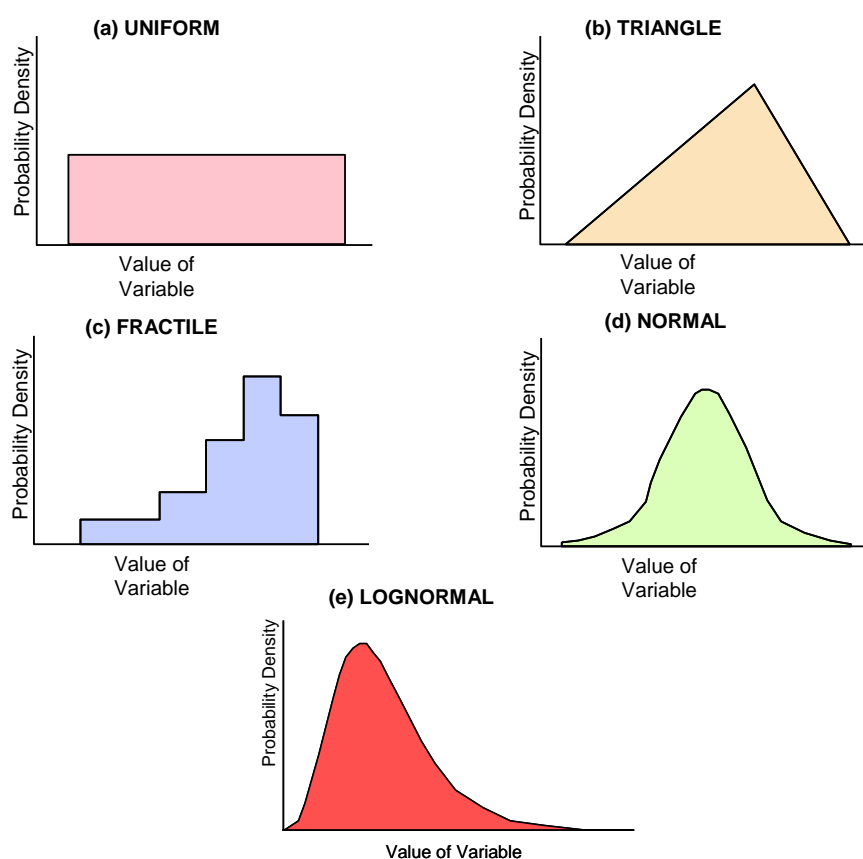 (a) UNIFORM
Probability Density
Value of
Variable
(b) TRIANGLE
Probability Density
Value of
Variable
(c) FRACTILE
Probability Density
Value of
Variable
(d) NORMAL
Probability Density
Value of
Variable
(e) LOGNORMAL
Probability Density
Value of Variable